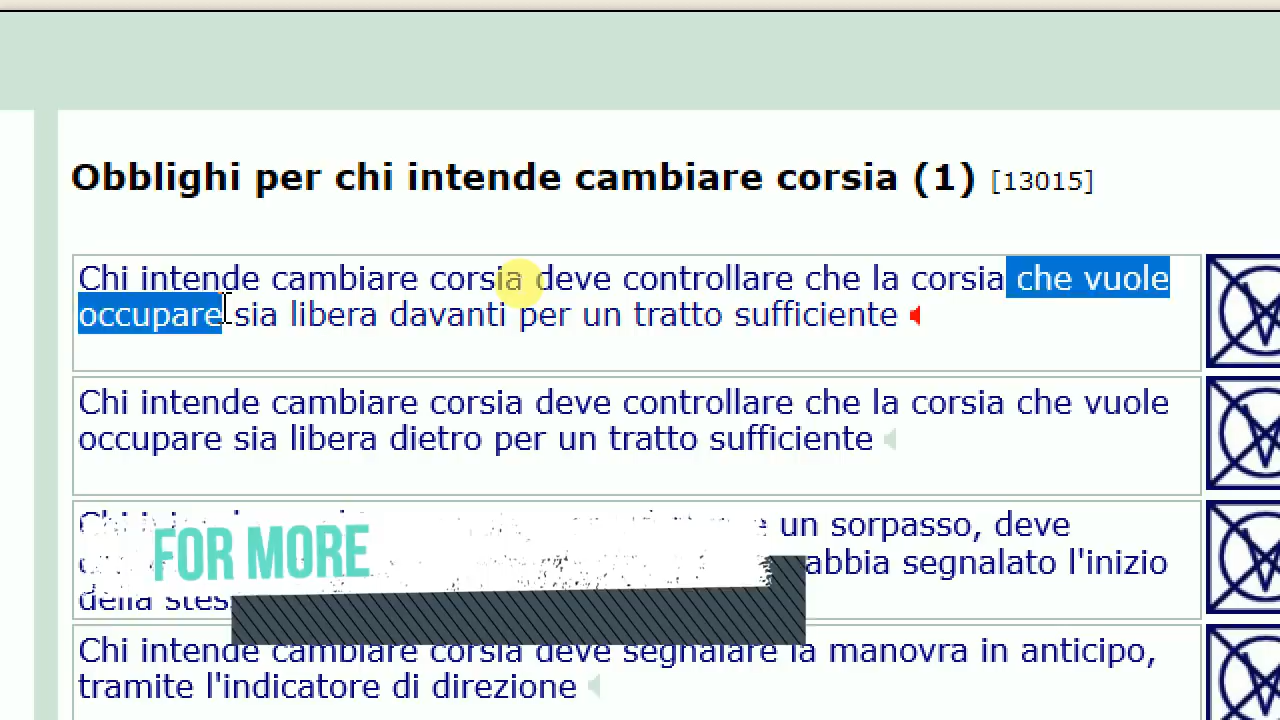 Obblighi per chi intende cambiare corsia (1) [13015]
Chi intende cambiare corsia deve controllare che la corsia che vuole
occupare sia libera davanti per un tratto sufficiente
Chi intende cambiare corsia deve controllare che la corsia che vuole
occupare sia libera dietro per un tratto sufficiente
un sorpasso, deve
FOR MORE
abbia segnalato l'inizio
della
Chi intende cambiare corsia deve segnalare la manovra in anticipo,
tramite l'indicatore di direzione